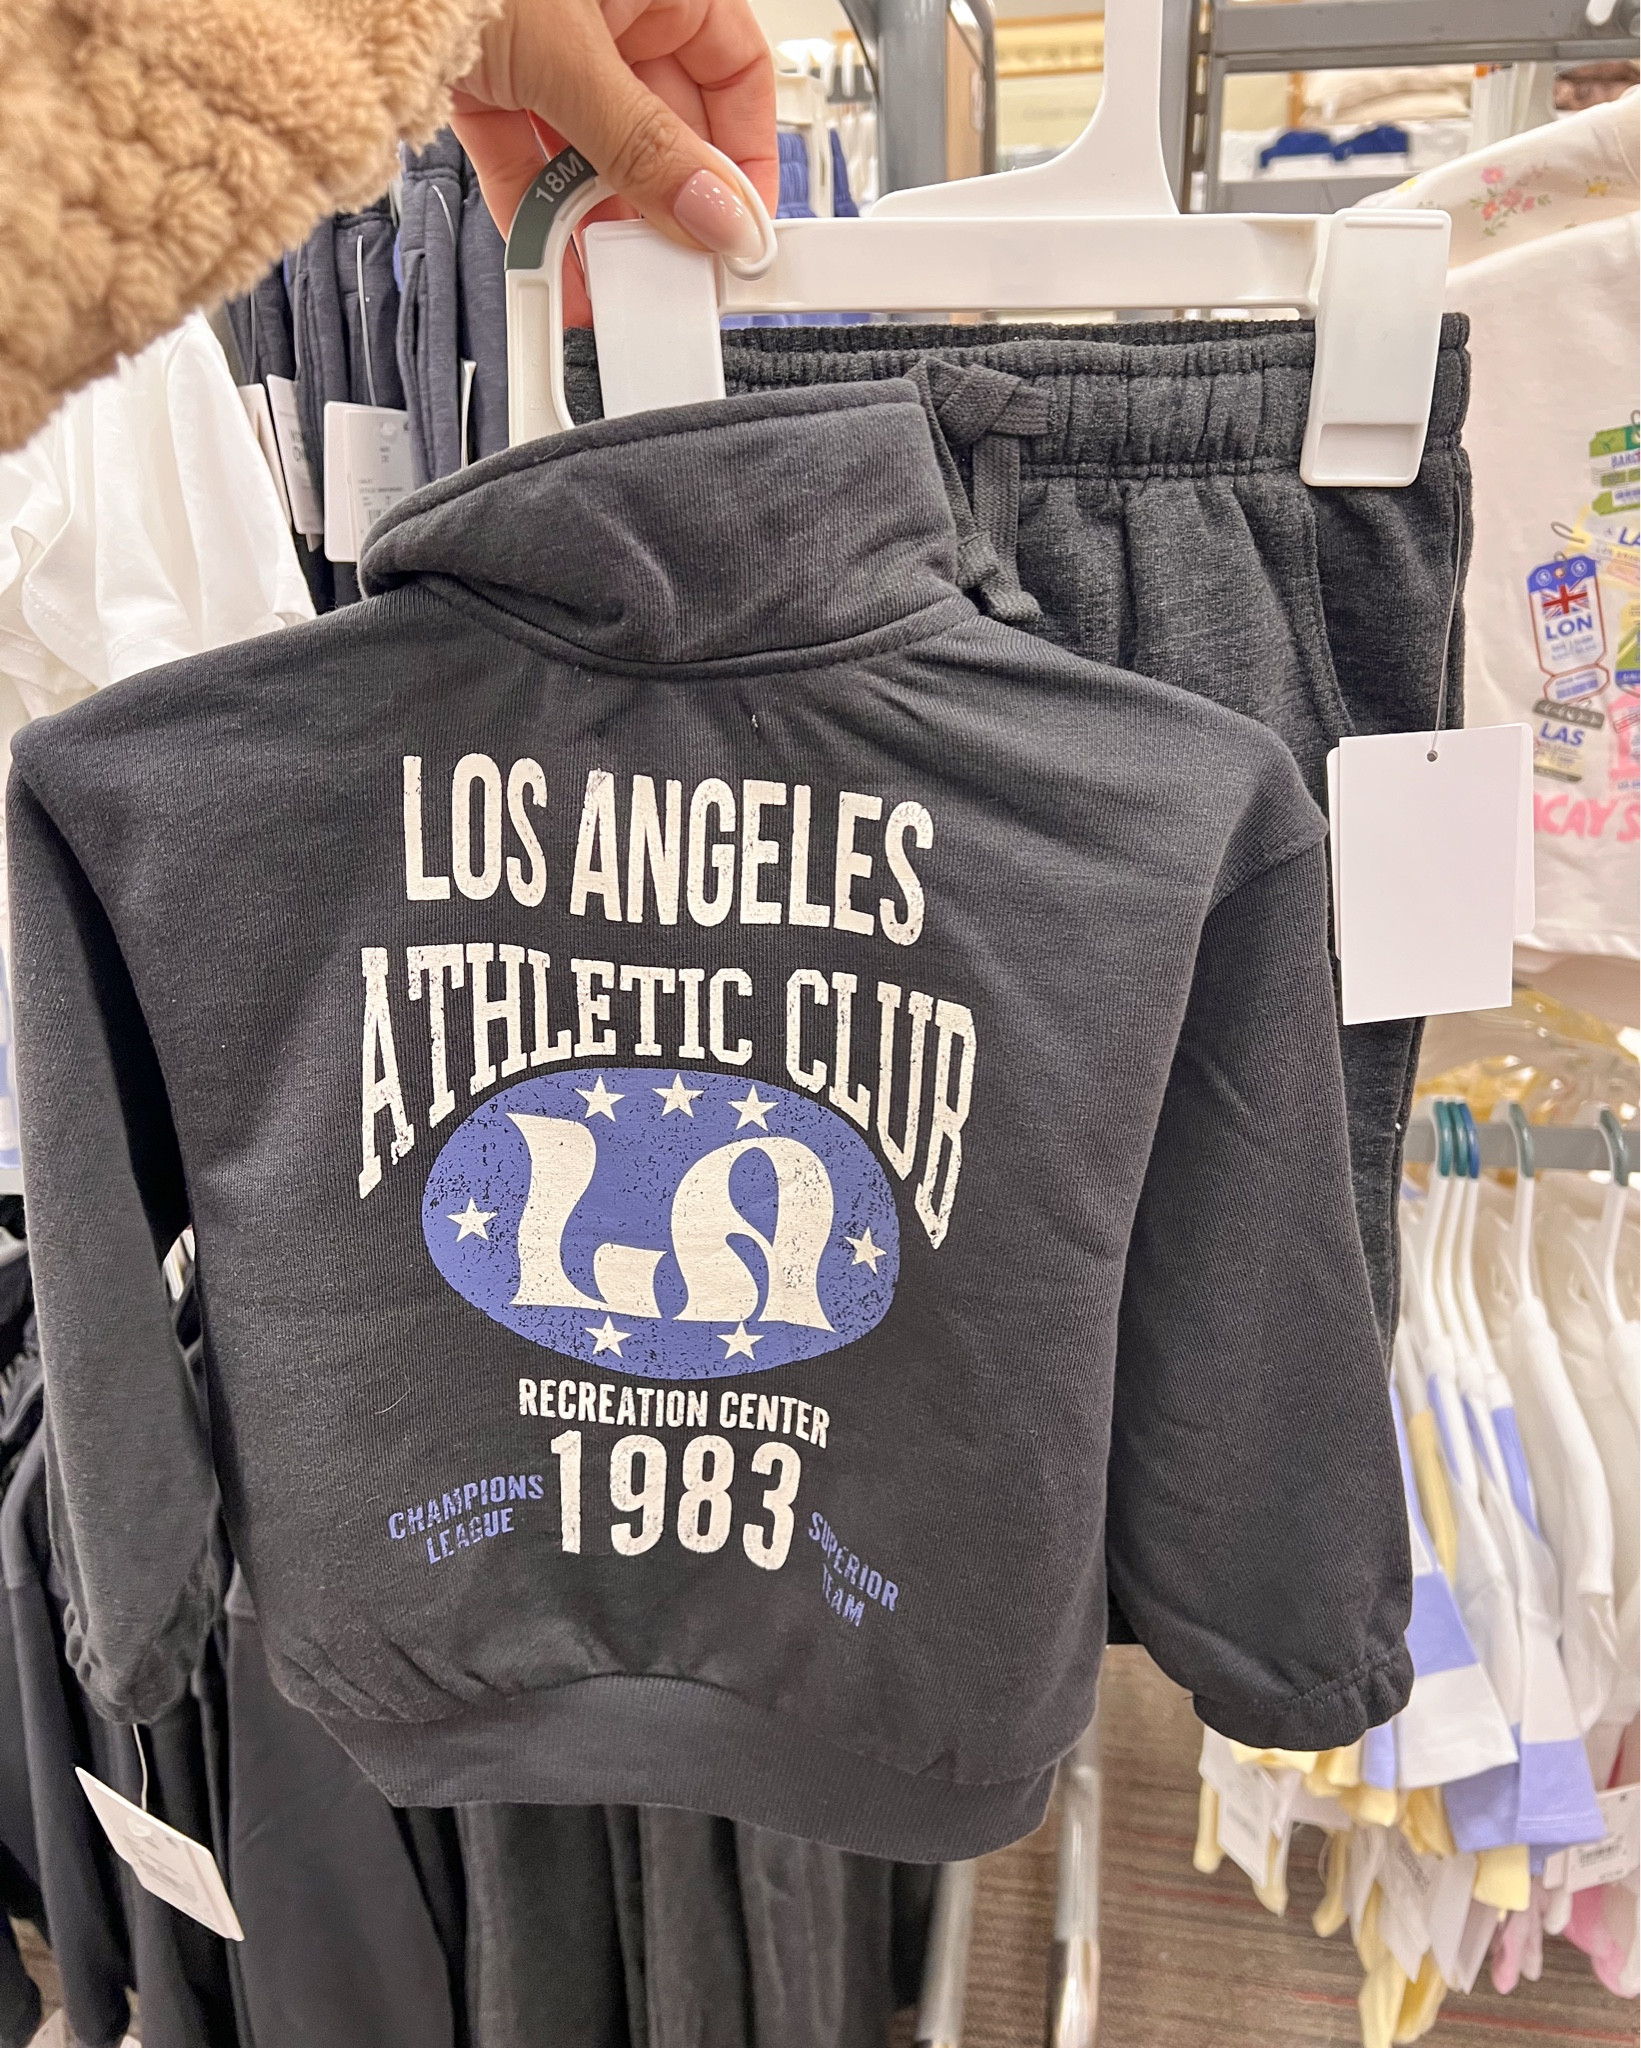 18M
LOS ANGELES
ATHLETIC CLUB
LA
RECREATION CENTER
1983
CHAMPIONS
LEAGUE
SUPERIOR
TEAM
LON
LAS